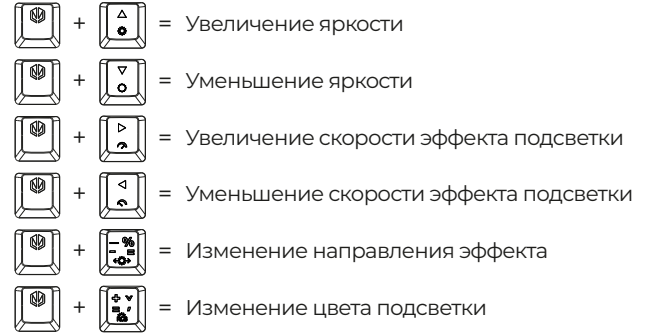 + = Увеличение яркости
+ = Уменьшение яркости
+ = Увеличение скорости эффекта подсветки
+ = Уменьшение скорости эффекта подсветки
+ = Изменение направления эффекта
+ = Изменение цвета подсветки